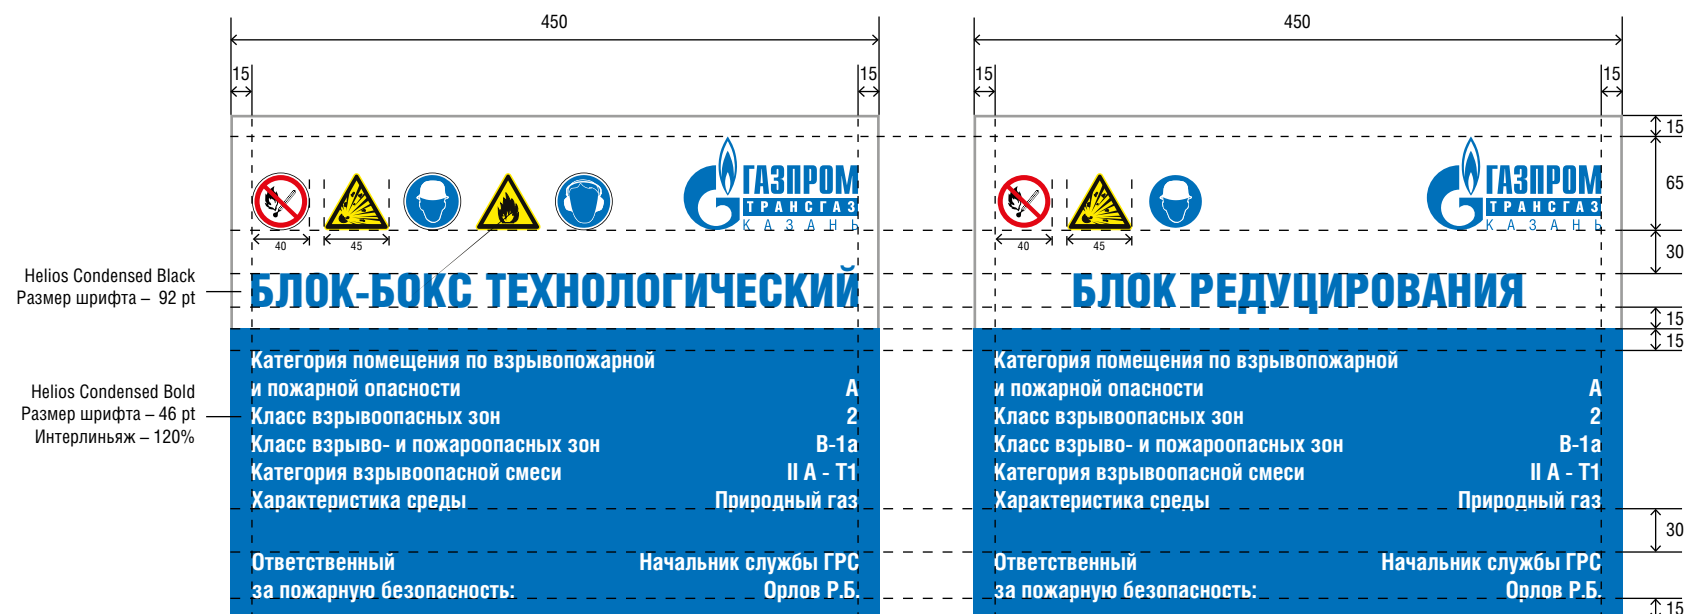 450
450
15
15
15
15
15
65
30
15
15
30
15
ГАЗПРОМ
ТРАНСГАЗ
КАЗАНЬ
40
45
ГАЗПРОМ
ТРАНСГАЗ
КАЗАНЬ
40
45
Helios Condensed Black
Размер шрифта – 92 pt
БЛОК-БОКС ТЕХНОЛОГИЧЕСКИЙ
БЛОК РЕДУЦИРОВАНИЯ
Helios Condensed Bold
Размер шрифта – 46 pt
Интерлиньяж – 120%
Категория помещения по взрывопожарной
и пожарной опасности А
Класс взрывоопасных зон 2
Класс взрыво- и пожароопасных зон В-1а
Категория взрывоопасной смеси II А - Т1
Характеристика среды Природный газ
Ответственный Начальник службы ГРС
за пожарную безопасность: Орлов Р.Б.
Категория помещения по взрывопожарной
и пожарной опасности А
Класс взрывоопасных зон 2
Класс взрыво- и пожароопасных зон В-1а
Категория взрывоопасной смеси II А - Т1
Характеристика среды Природный газ
Ответственный Начальник службы ГРС
за пожарную безопасность: Орлов Р.Б.